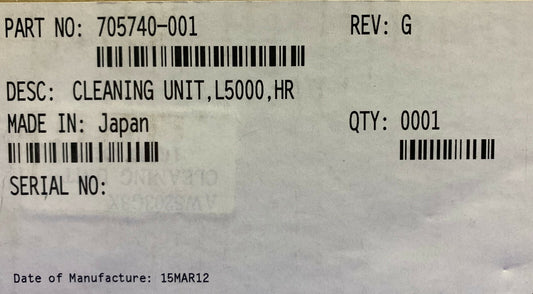 PART NO: 705740-001 REV: G
DESC: CLEANING UNIT,L5000,HR
MADE IN: Japan QTY: 0001
SERIAL NO:
Date of Manufacture: 15MAR12